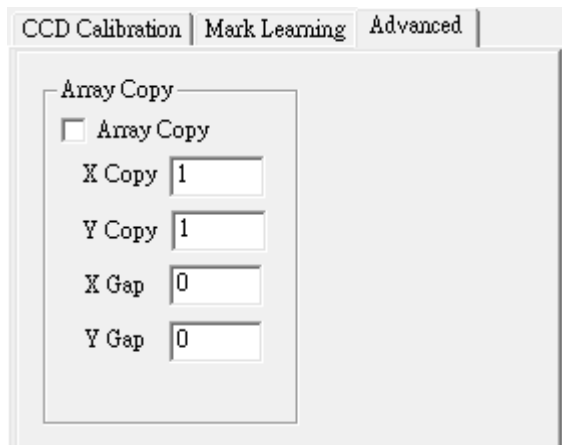 CCD Calibration Mark Learning Advanced
Array Copy
Array Copy
X Copy 1
Y Copy 1
X Gap 0
Y Gap 0